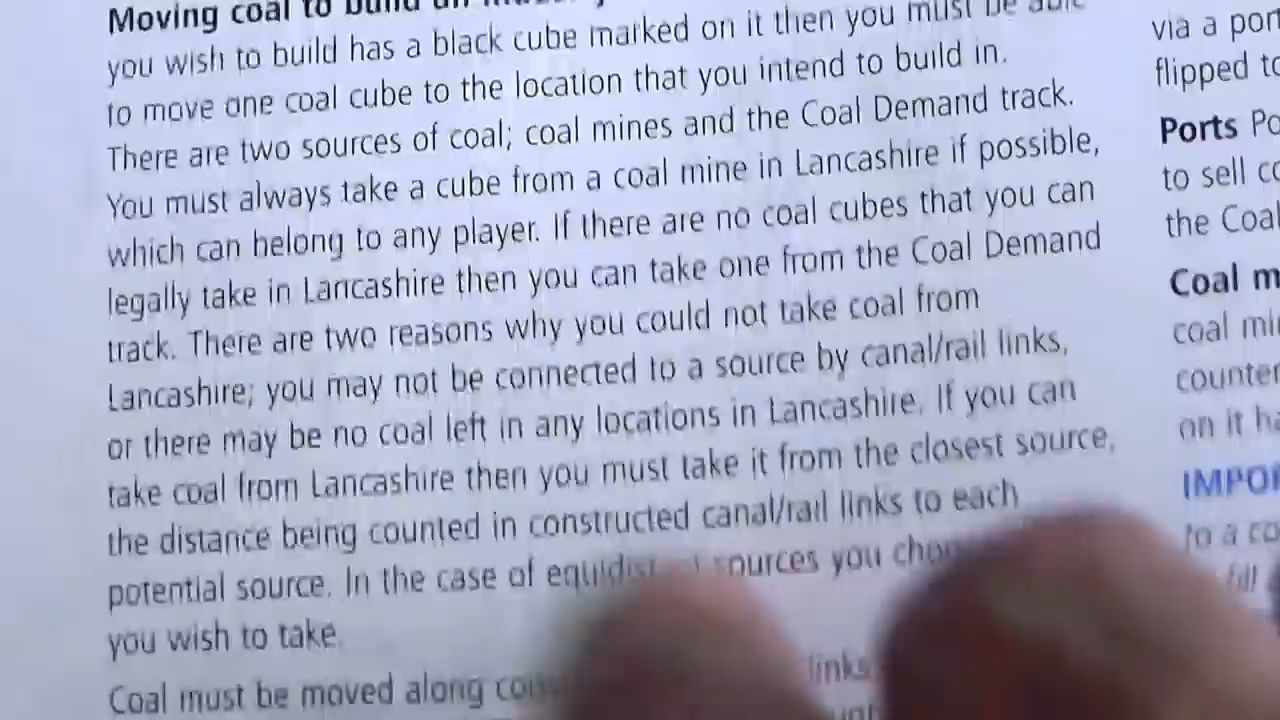 Moving coal to build an
you wish to build has a black cube marked on it then you must be able
to move one coal cube to the location that you intend to build in.
There are two sources of coal; coal mines and the Coal Demand track.
You must always take a cube from a coal mine in Lancashire if possible,
which can belong to any player. If there are no coal cubes that you can
legally take in Lancashire then you can take one from the Coal Demand
track. There are two reasons why you could not take coal from
Lancashire; you may not be connected to a source by canal/rail links,
or there may be no coal left in any locations in Lancashire. If you can
take coal from Lancashire then you must take it from the closest source,
the distance being counted in constructed canal/rail links to each
potential source. In the case of equidistant sources you
you wish to take.
Coal must be moved along links
via a
flipped
Ports
to sell
the Coal
Coal
coal
on it
to a
fill